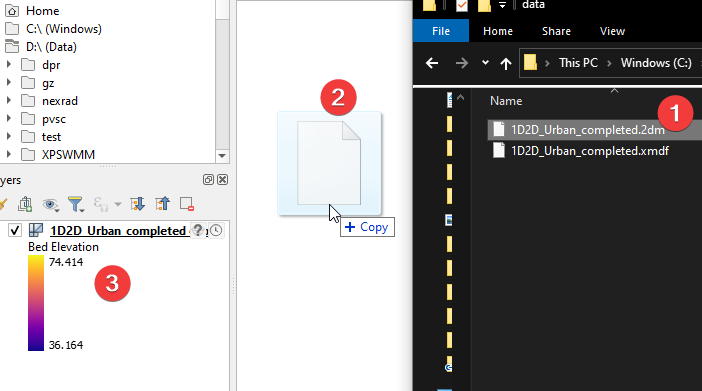 Home
C:\ (Windows)
D:\ (Data)
dpr
gz
nexrad
pvsc
test
XPSWMM
yers
1D2D_Urban_completed
?
Bed Elevation
74.414
36.164
3
2
Copy
data
File
Home
Share
View
This PC > Windows (C:)
Name
1
1D2D_Urban_completed.2dm
1D2D_Urban_completed.xmdf